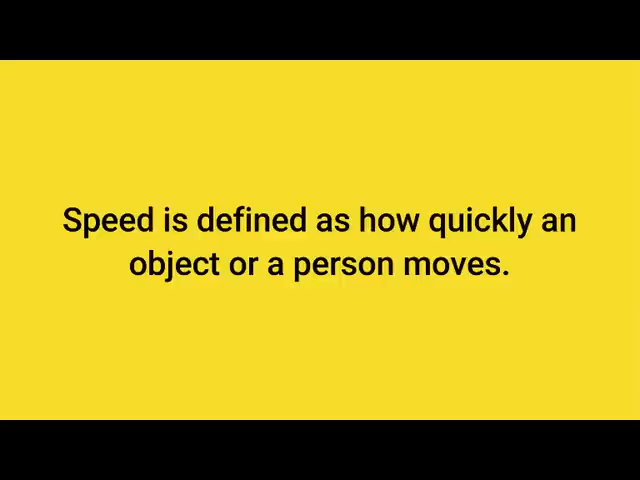 Speed is defined as how quickly an
object or a person moves.